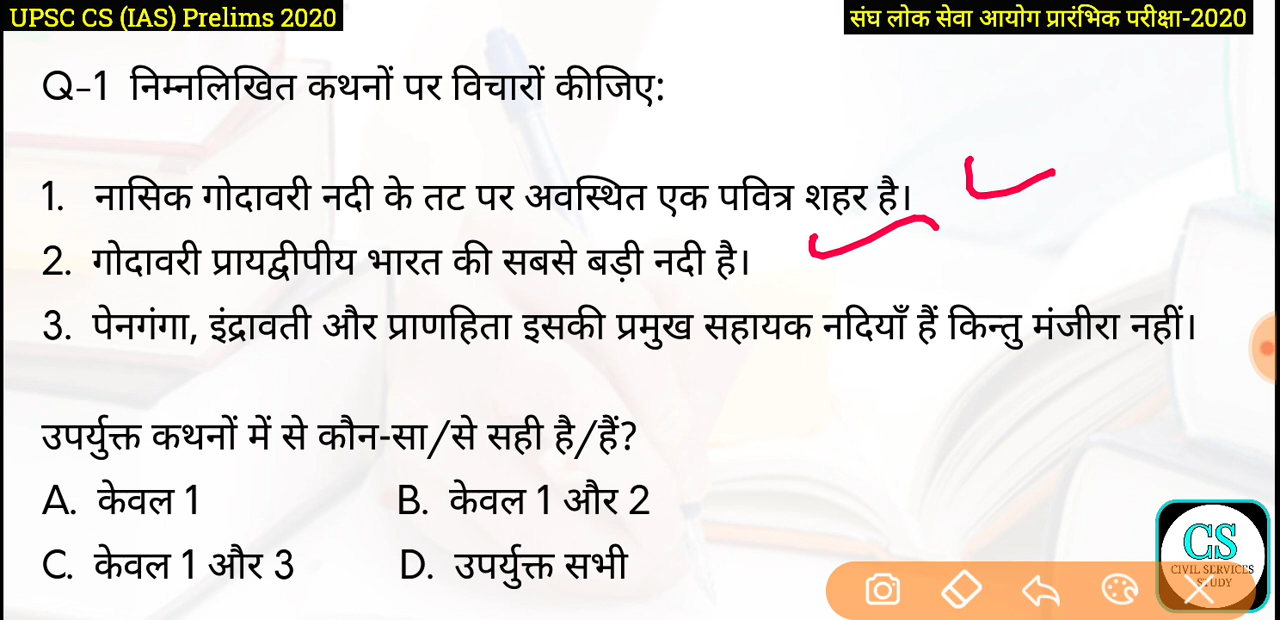 UPSC CS (IAS) Prelims 2020
संघ लोक सेवा आयोग प्रारंभिक परीक्षा-2020
Q-1 निम्नलिखित कथनों पर विचारों कीजिए:
1. नासिक गोदावरी नदी के तट पर अवस्थित एक पवित्र शहर है।
2. गोदावरी प्रायद्वीपीय भारत की सबसे बड़ी नदी है।
3. पेनगंगा, इंद्रावती और प्राणहिता इसकी प्रमुख सहायक नदियाँ हैं किन्तु मंजीरा नहीं।
उपर्युक्त कथनों में से कौन-सा/से सही है/हैं?
A. केवल 1 B. केवल 1 और 2
C. केवल 1 और 3 D. उपर्युक्त सभी
CS
CIVIL SERVICES
STUDY